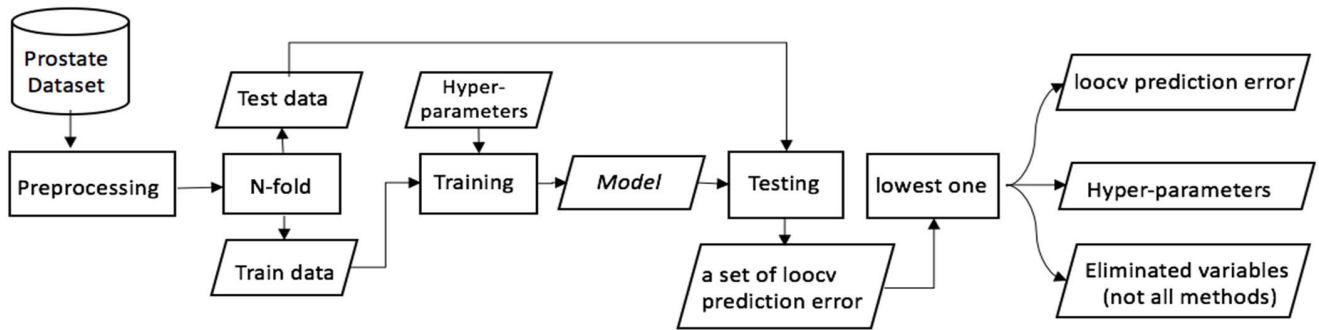 Prostate
Dataset
Preprocessing
N-fold
Test data
Train data
Hyper-
parameters
Training
Model
Testing
a set of loocv
prediction error
lowest one
loocv prediction error
Hyper-parameters
Eliminated variables
(not all methods)